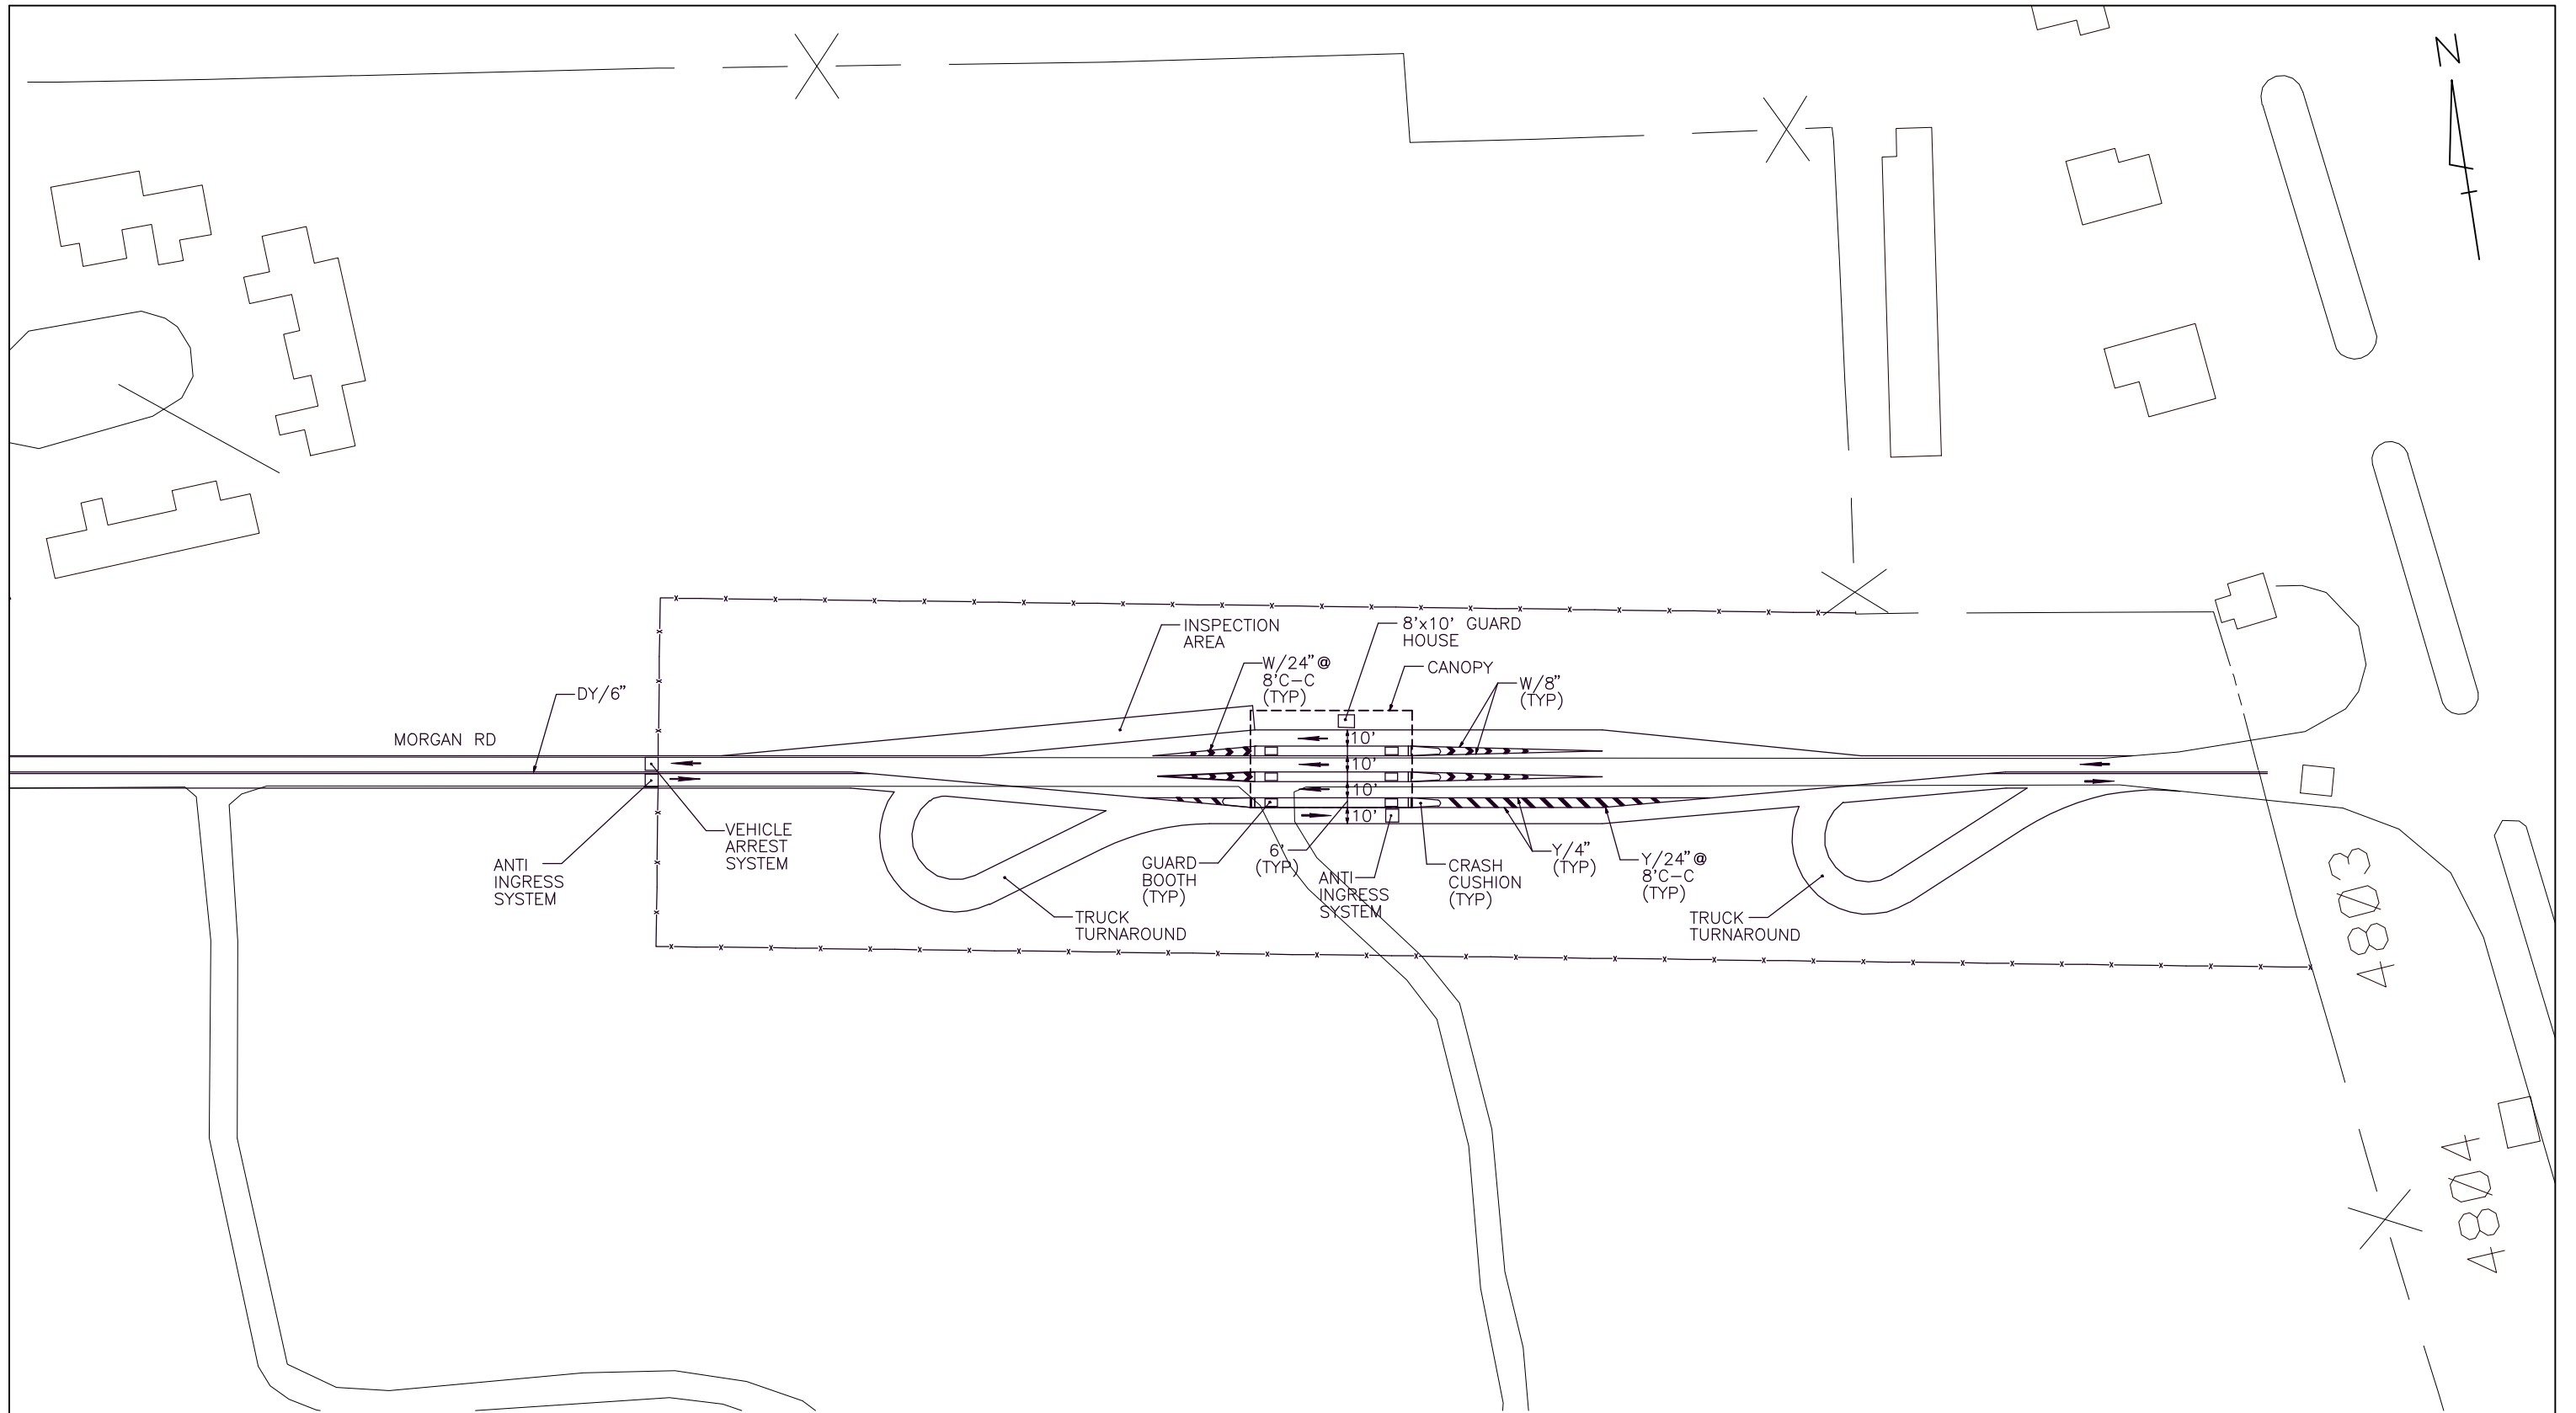 N
INSPECTION
AREA
8'x10' GUARD
HOUSE
W/24"@
8'C-C
(TYP)
CANOPY
W/8"
(TYP)
DY/6"
MORGAN RD
10'
10'
10'
10'
VEHICLE
ARREST
SYSTEM
ANTI
INGRESS
SYSTEM
GUARD
BOOTH
(TYP)
6'
(TYP)
ANTI
INGRESS
SYSTEM
CRASH
CUSHION
(TYP)
Y/4"
(TYP)
Y/24"@
8'C-C
(TYP)
TRUCK
TURNAROUND
TRUCK
TURNAROUND
4803
4804